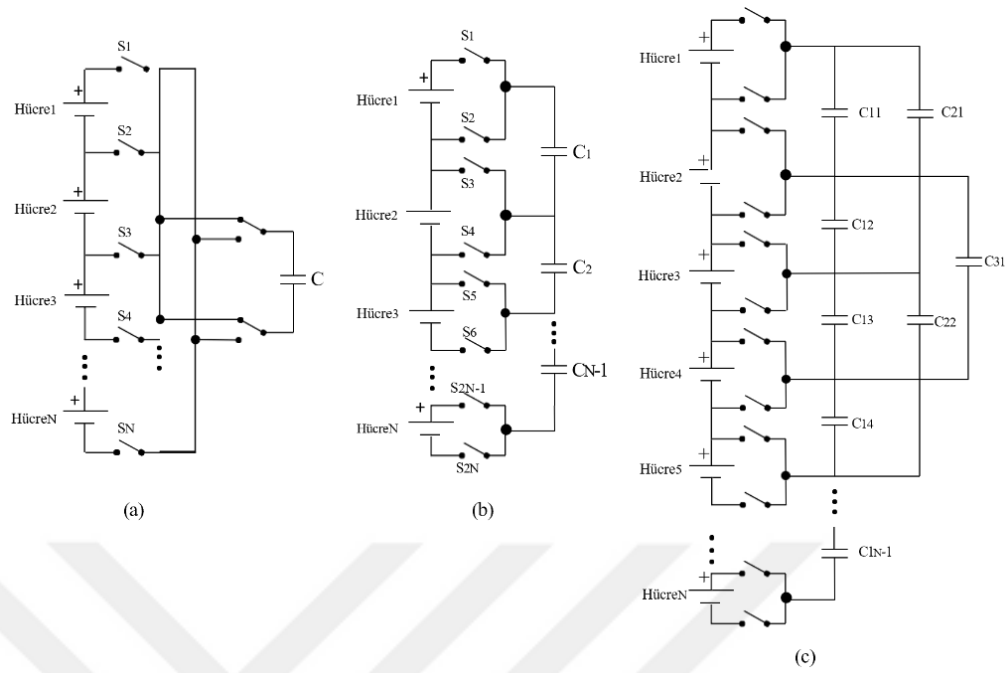 S1
+
Hücre1
S2
+
Hücre2
S3
+
Hücre3
S4
C
+
HücreN
SN
(a)
S1
+
Hücre1
S2
C1
S3
Hücre2
S4
C2
S5
Hücre3
S6
CN-1
S2N-1
+
HücreN
S2N
(b)
+
Hücre1
C11
C21
+
Hücre2
C12
+
Hücre3
C31
C13
C22
+
Hücre4
C14
+
Hücre5
C1N-1
+
HücreN
(c)